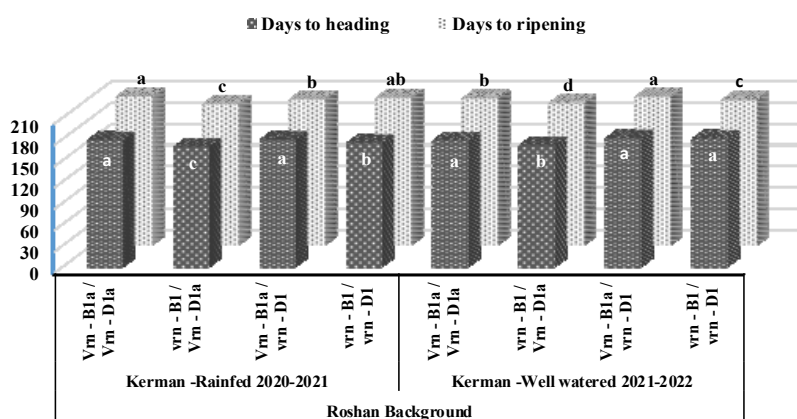 Days to heading Days to ripening
a c b ab b d a c
210
180
150
120
90
60
30
0
a c a b a b a a
Vrn - B1a /
Vrn - D1a
vrn - B1 /
Vrn - D1a
Vrn - B1a /
vrn - D1
vrn - B1 /
vrn - D1
Vrn - B1a /
Vrn - D1a
vrn - B1 /
Vrn - D1a
Vrn - B1a /
vrn - D1
vrn - B1 /
vrn - D1
Kerman -Rainfed 2020-2021 Kerman -Well watered 2021-2022
Roshan Background